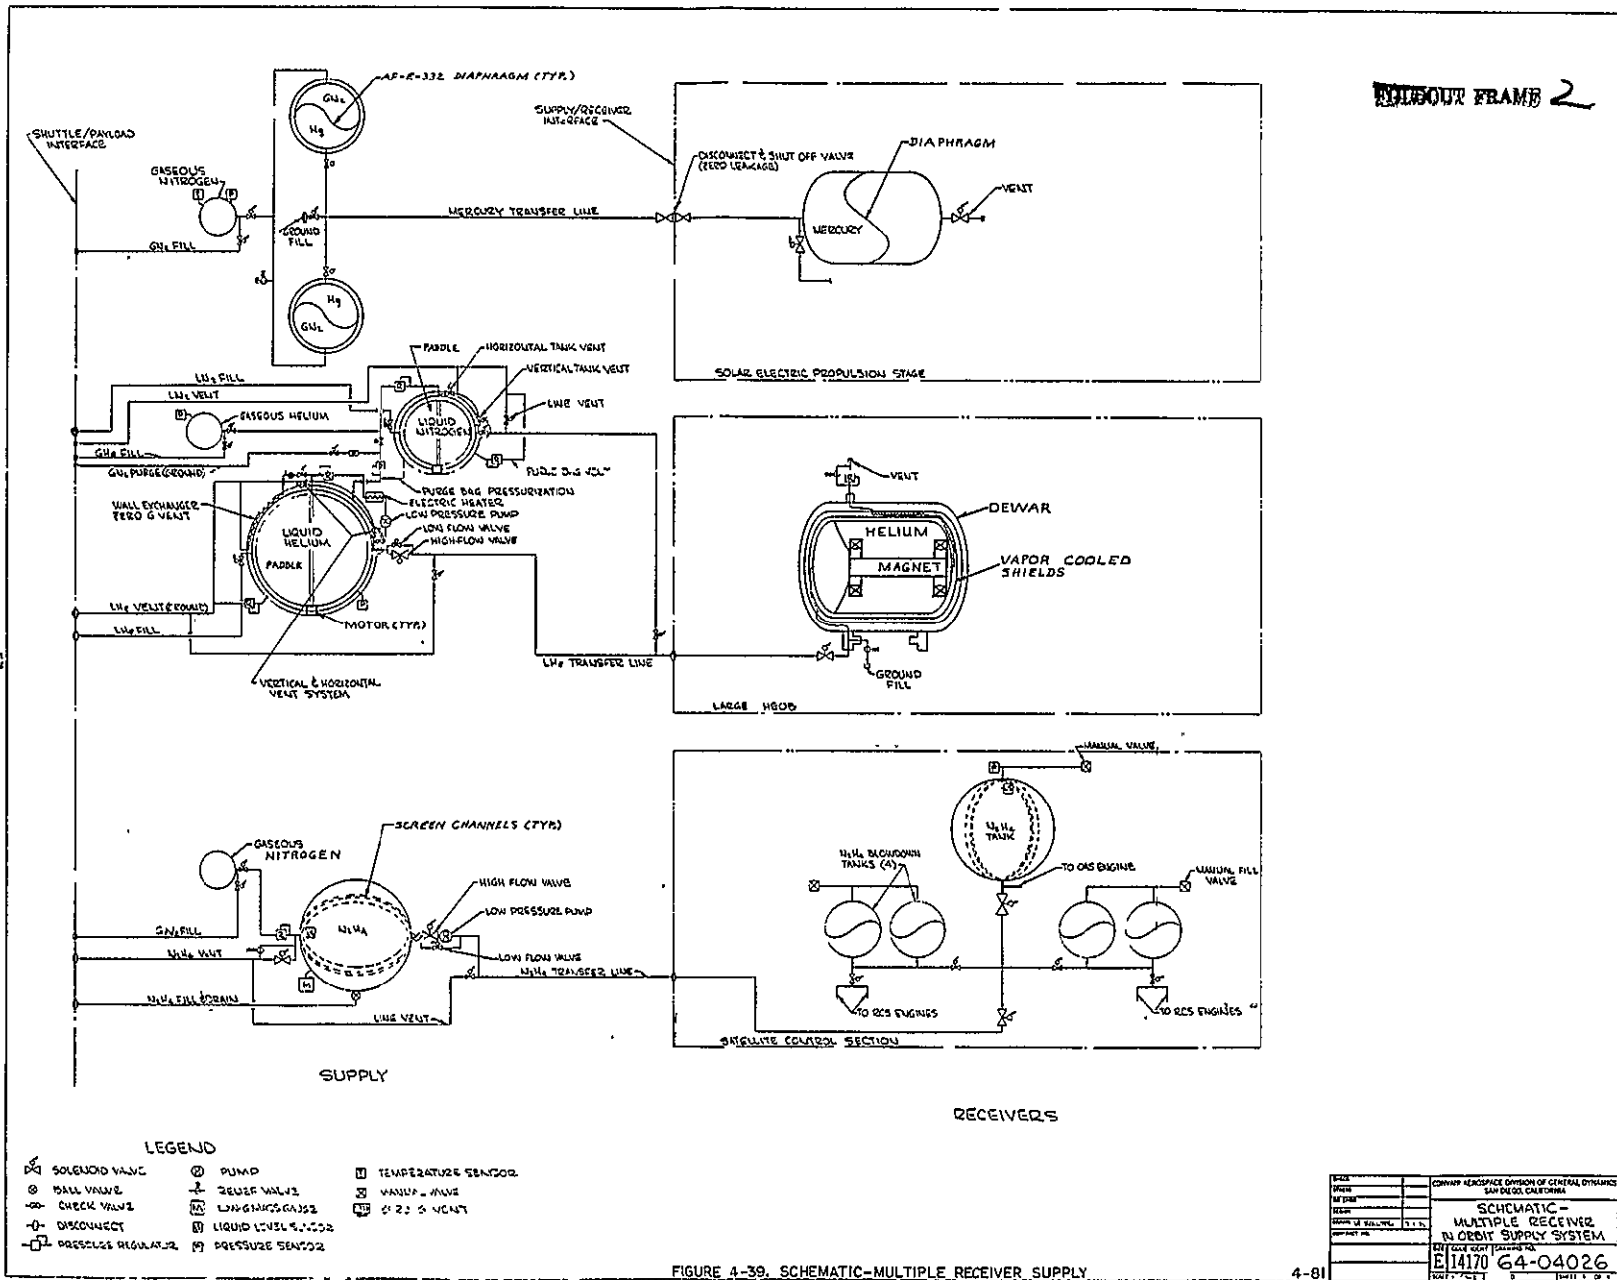 FOLDOUT FRAME 2
AF-E-332 DIAPHRAGM (TYP.)
GN2
Hg
SHUTTLE/PAYLOAD
INTERFACE
GASEOUS
NITROGEN
T
P
GROUND
FILL
MERCURY TRANSFER LINE
GN2 FILL
Hg
GN2
SUPPLY/RECEIVER
INTERFACE
DISCONNECT & SHUT OFF VALVE
(ZERO LEAKAGE)
DIAPHRAGM
VENT
MERCURY
SOLAR ELECTRIC PROPULSION STAGE
PADDLE
HORIZONTAL TANK VENT
VERTICAL TANK VENT
LINE VENT
LN2 FILL
LN2 VENT
GASEOUS HELIUM
LIQUID
NITROGEN
GHe FILL
GN2 PURGE (GROUND)
PURGE BAG VENT
PURGE BAG PRESSURIZATION
ELECTRIC HEATER
LOW PRESSURE PUMP
LOW FLOW VALVE
HIGH FLOW VALVE
WALL EXCHANGER
ZERO G VENT
LIQUID
HELIUM
PADDLE
LHe VENT (GROUND)
LHe FILL
MOTOR (TYP.)
LHe TRANSFER LINE
VERTICAL & HORIZONTAL
VENT SYSTEM
VENT
DEWAR
HELIUM
MAGNET
VAPOR COOLED
SHIELDS
GROUND
FILL
LARGE HEOB
MANUAL VALVE
N2H4
TANK
N2H4 BLOWDOWN
TANKS (4)
TO OAS ENGINE
MANUAL FILL
VALVE
TO RCS ENGINES
TO RCS ENGINES
SATELLITE CONTROL SECTION
SCREEN CHANNELS (TYP.)
GASEOUS
NITROGEN
HIGH FLOW VALVE
LOW PRESSURE PUMP
N2H4
LOW FLOW VALVE
GN2 FILL
N2H4 VENT
N2H4 TRANSFER LINE
N2H4 FILL & DRAIN
LINE VENT
SUPPLY
RECEIVERS
LEGEND
SOLENOID VALVE
BALL VALVE
CHECK VALVE
DISCONNECT
PRESSURE REGULATOR
PUMP
RELIEF VALVE
LIQUID LEVEL SENSOR
PRESSURE SENSOR
TEMPERATURE SENSOR
MANUAL VALVE
ZERO G VENT
CONVAIR AEROSPACE DIVISION OF GENERAL DYNAMICS
SAN DIEGO, CALIFORNIA
SCHEMATIC-
MULTIPLE RECEIVER
IN ORBIT SUPPLY SYSTEM
E 14170 64-04026
FIGURE 4-39. SCHEMATIC-MULTIPLE RECEIVER SUPPLY
4-81